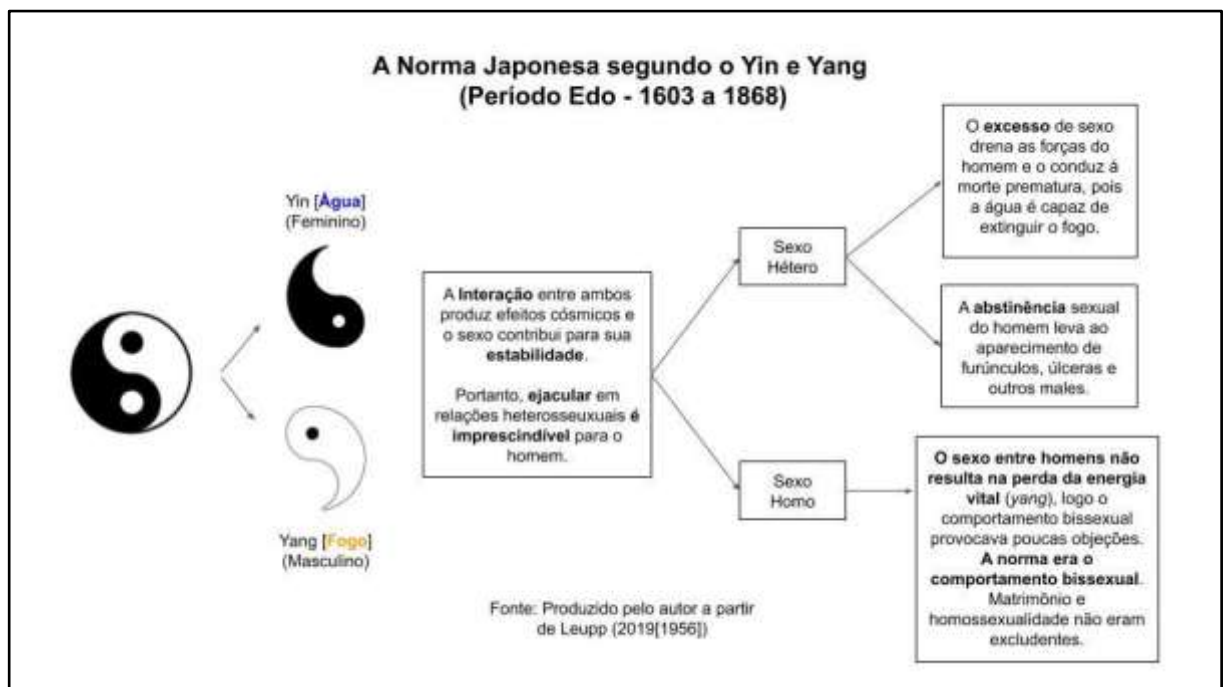 A Norma Japonesa segundo o Yin e Yang
(Período Edo - 1603 a 1868)
Yin [Água]
(Feminino)
Yang [Fogo]
(Masculino)
A Interação entre ambos
produz efeitos cósmicos e
o sexo contribui para sua
estabilidade.
Portanto, ejacular em
relações heterosseuxuais é
imprescindível para o
homem.
Sexo
Hétero
O excesso de sexo
drena as forças do
homem e o conduz á
morte prematura, pois
a água é capaz de
extinguir o fogo.
A abstinência sexual
do homem leva ao
aparecimento de
furúnculos, úlceras e
outros males.
Sexo
Homo
O sexo entre homens não
resulta na perda da energia
vital (yang), logo o
comportamento bissexual
provocava poucas objeções.
A norma era o
comportamento bissexual.
Matrimônio e
homossexualidade não eram
excludentes.
Fonte: Produzido pelo autor a partir
de Leupp (2019[1956])